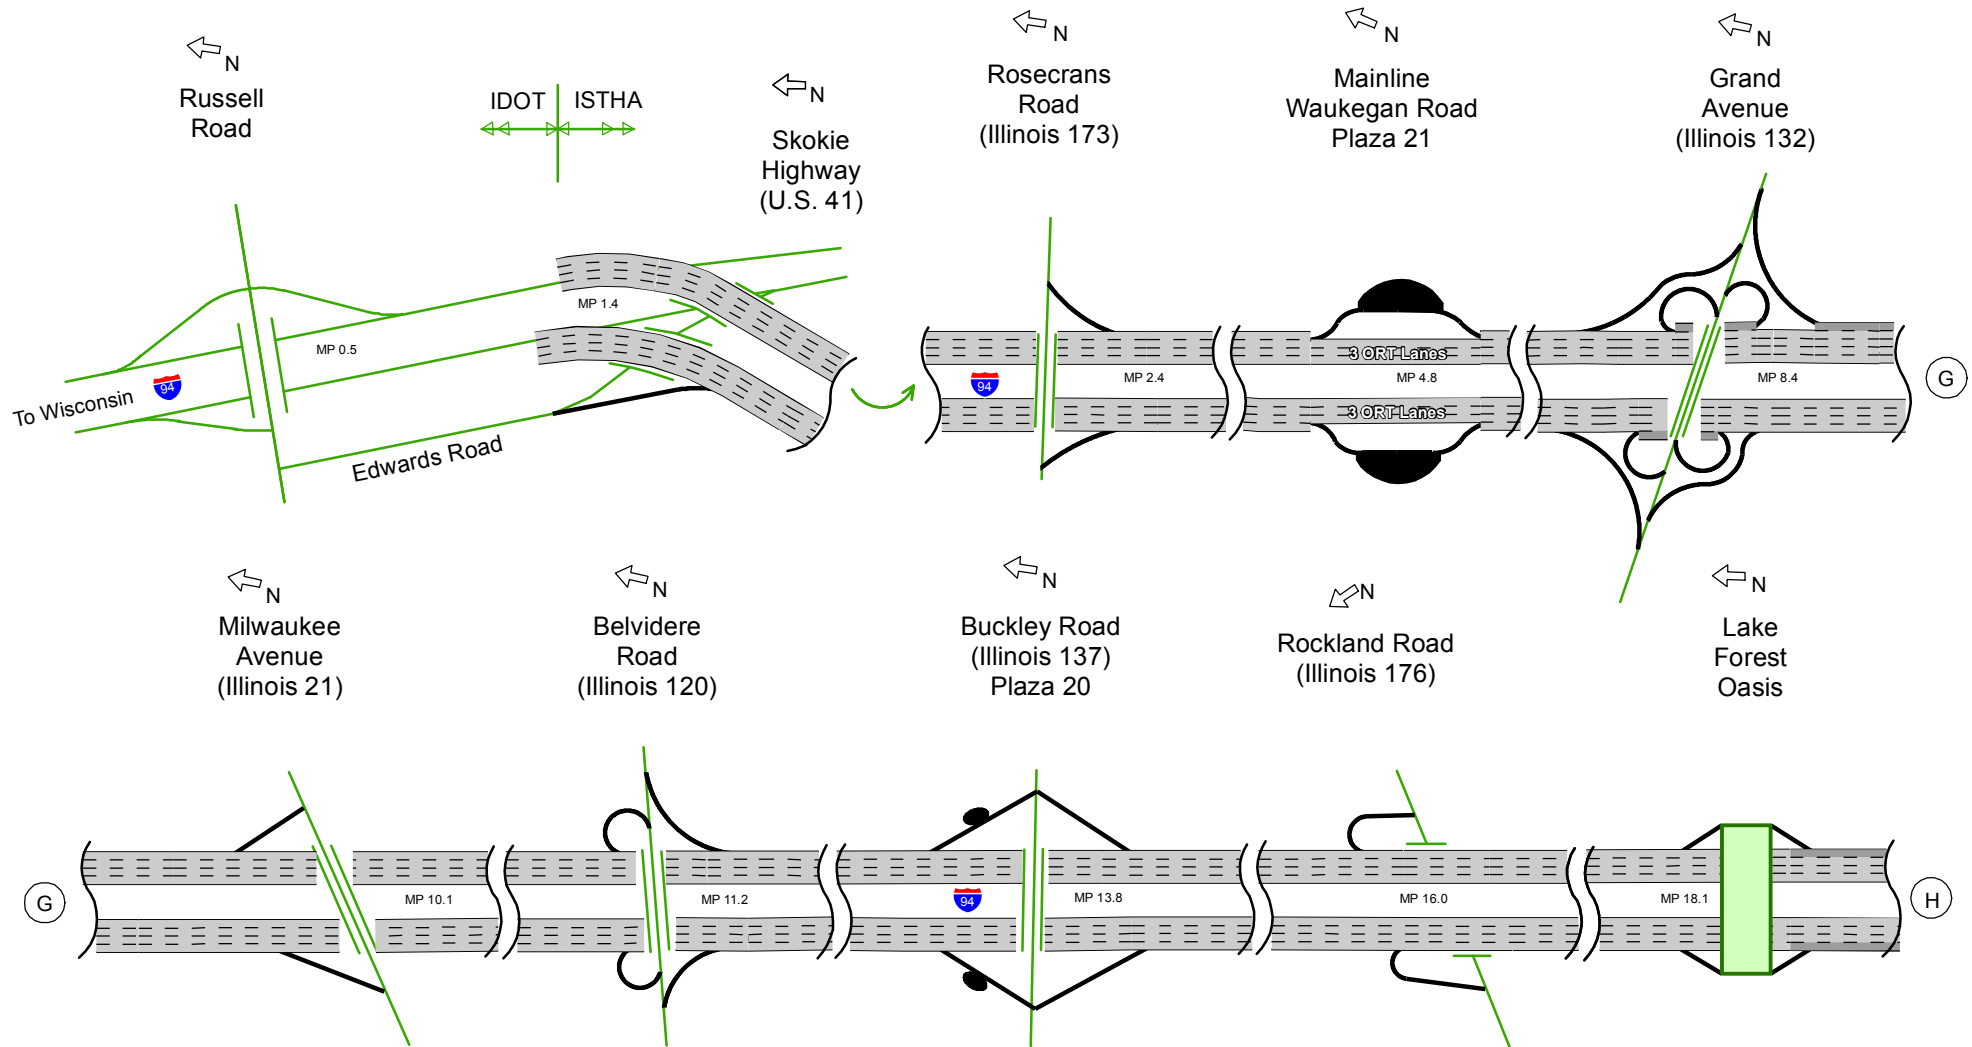 N
Russell
Road
IDOT
ISTHA
N
Skokie
Highway
(U.S. 41)
N
Rosecrans
Road
(Illinois 173)
N
Mainline
Waukegan Road
Plaza 21
N
Grand
Avenue
(Illinois 132)
MP 0.5
MP 1.4
To Wisconsin
94
Edwards Road
94
MP 2.4
3 ORT Lanes
MP 4.8
3 ORT Lanes
MP 8.4
G
N
Milwaukee
Avenue
(Illinois 21)
N
Belvidere
Road
(Illinois 120)
N
Buckley Road
(Illinois 137)
Plaza 20
N
Rockland Road
(Illinois 176)
N
Lake
Forest
Oasis
G
MP 10.1
MP 11.2
94
MP 13.8
MP 16.0
MP 18.1
H